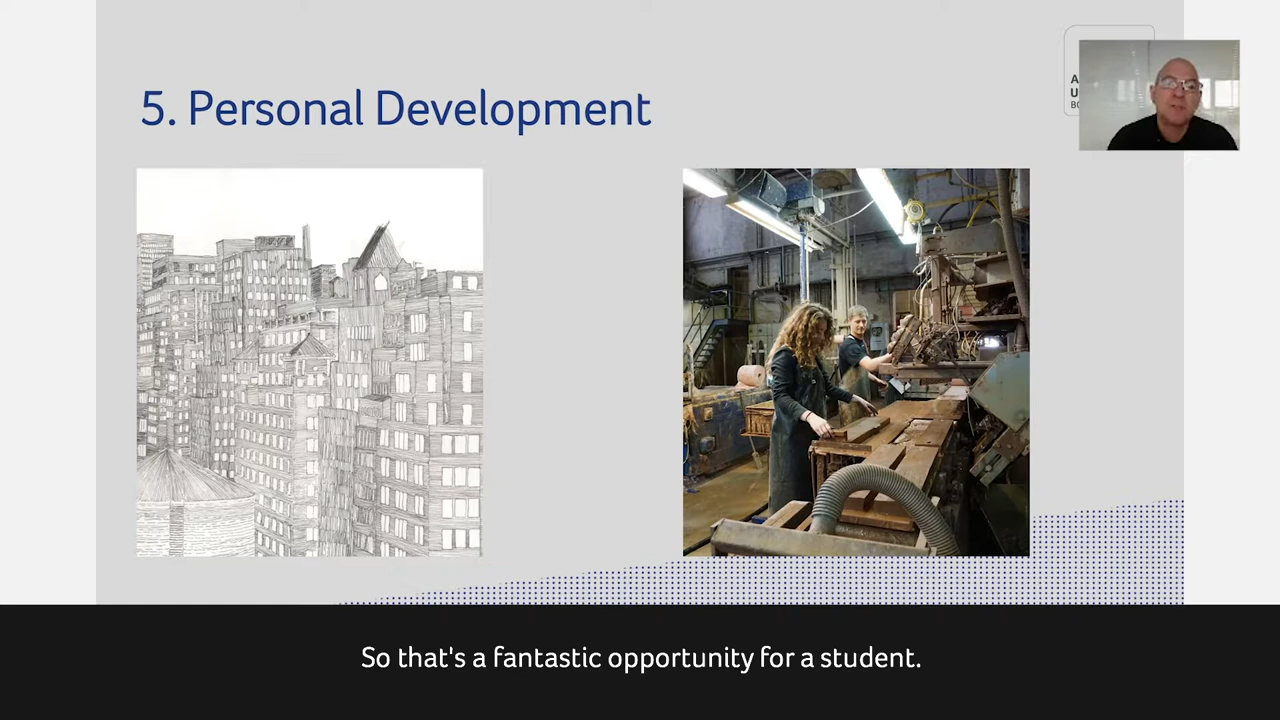 5. Personal Development
So that's a fantastic opportunity for a student.